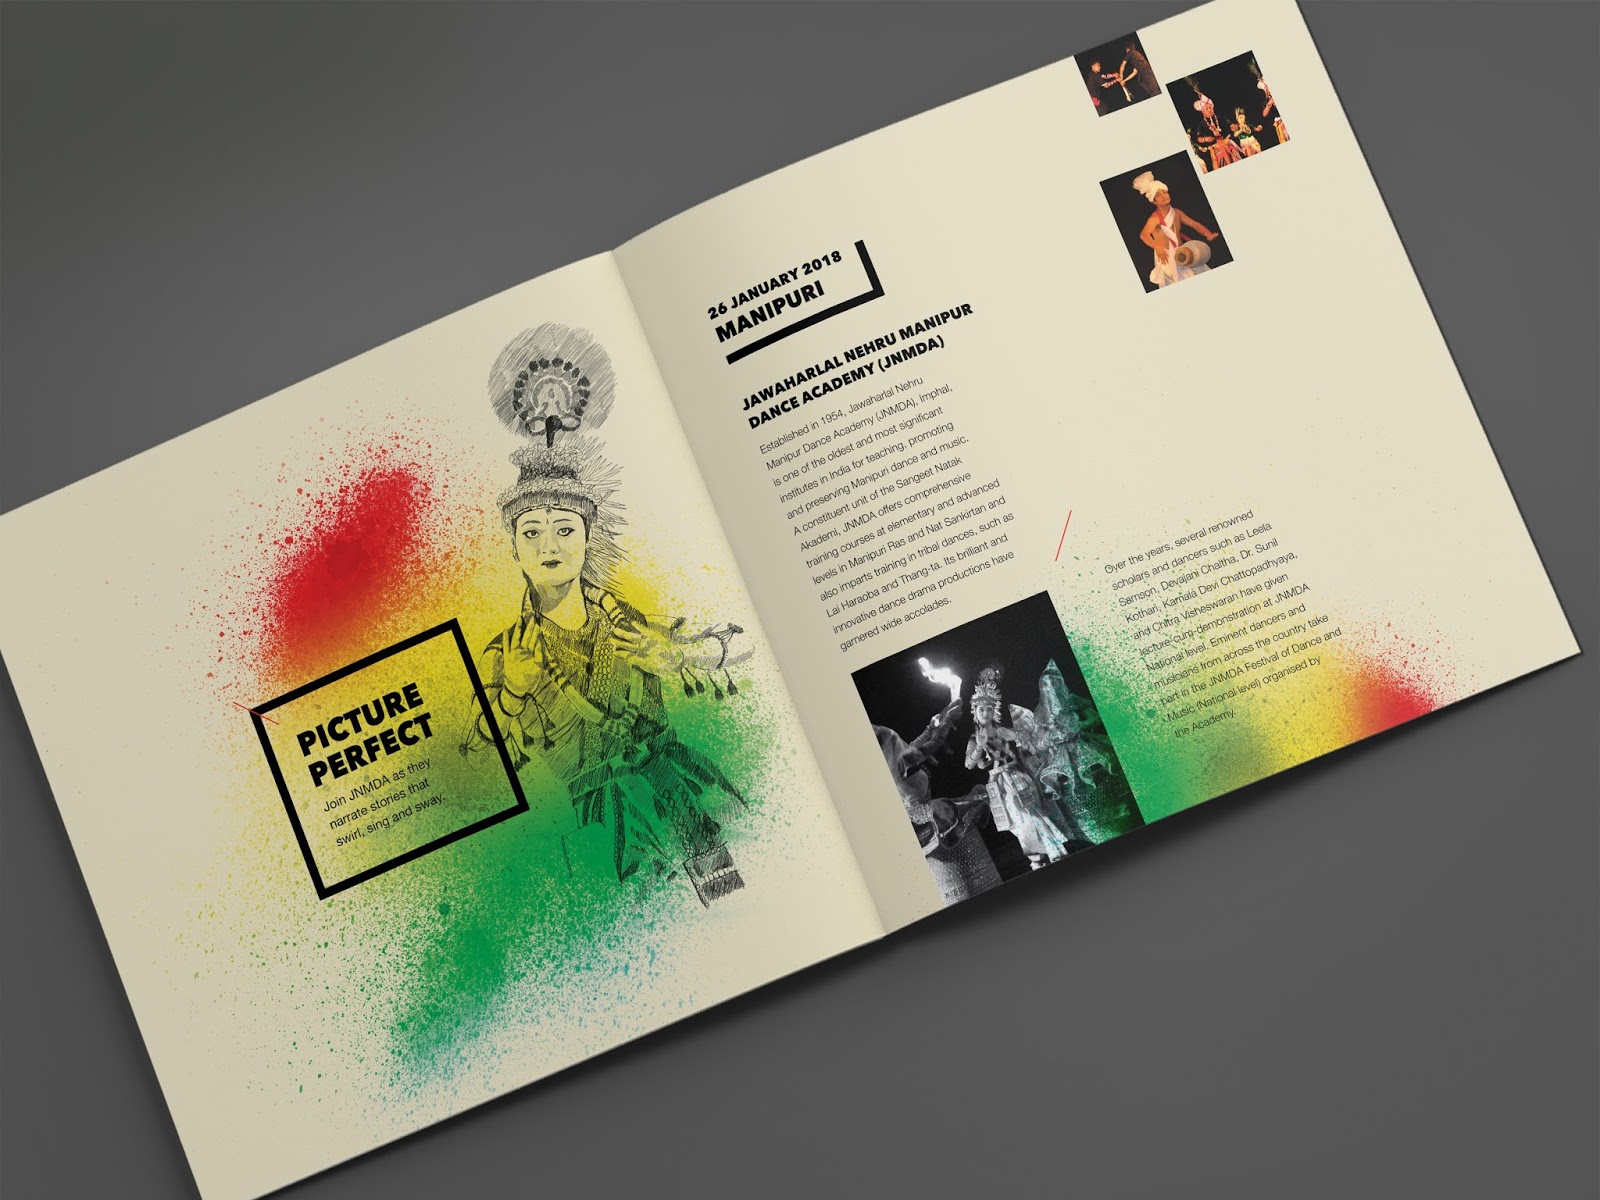 PICTURE
PERFECT
Join JNMDA as they
narrate stories that
swirl, sing and sway.
26 JANUARY 2018
MANIPURI
JAWAHARLAL NEHRU MANIPUR
DANCE ACADEMY (JNMDA)
Established in 1954, Jawaharlal Nehru
Manipur Dance Academy (JNMDA), Imphal,
is one of the oldest and most significant
institutes in India for teaching, promoting
and preserving Manipuri dance and music.
A constituent unit of the Sangeet Natak
Akademi, JNMDA offers comprehensive
training courses at elementary and advanced
levels in Manipuri Ras and Nat Sankirtan and
also imparts training in tribal dances, such as
Lai Haraoba and Thang-ta. Its brilliant and
innovative dance drama productions have
garnered wide accolades.
Over the years, several renowned
scholars and dancers such as Leela
Samson, Devajani Chaliha, Dr. Sunil
Kothari, Kamala Devi Chattopadhyaya,
and Chitra Visheswaran have given
lecture-cum-demonstration at JNMDA
National level. Eminent dancers and
musicians from across the country take
part in the JNMDA Festival of Dance and
Music (National level) organised by
the Academy.